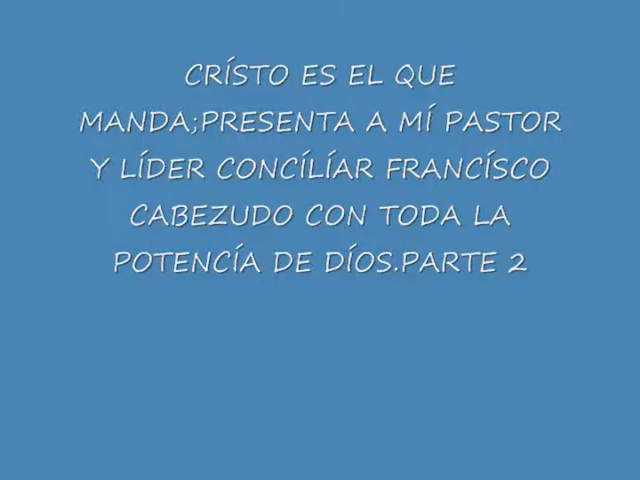 CRÍSTO ES EL QUE
MANDA;PRESENTA A MÍ PASTOR
Y LÍDER CONCÍLÍAR FRANCÍSCO
CABEZUDO CON TODA LA
POTENCÍA DE DÍOS.PARTE 2